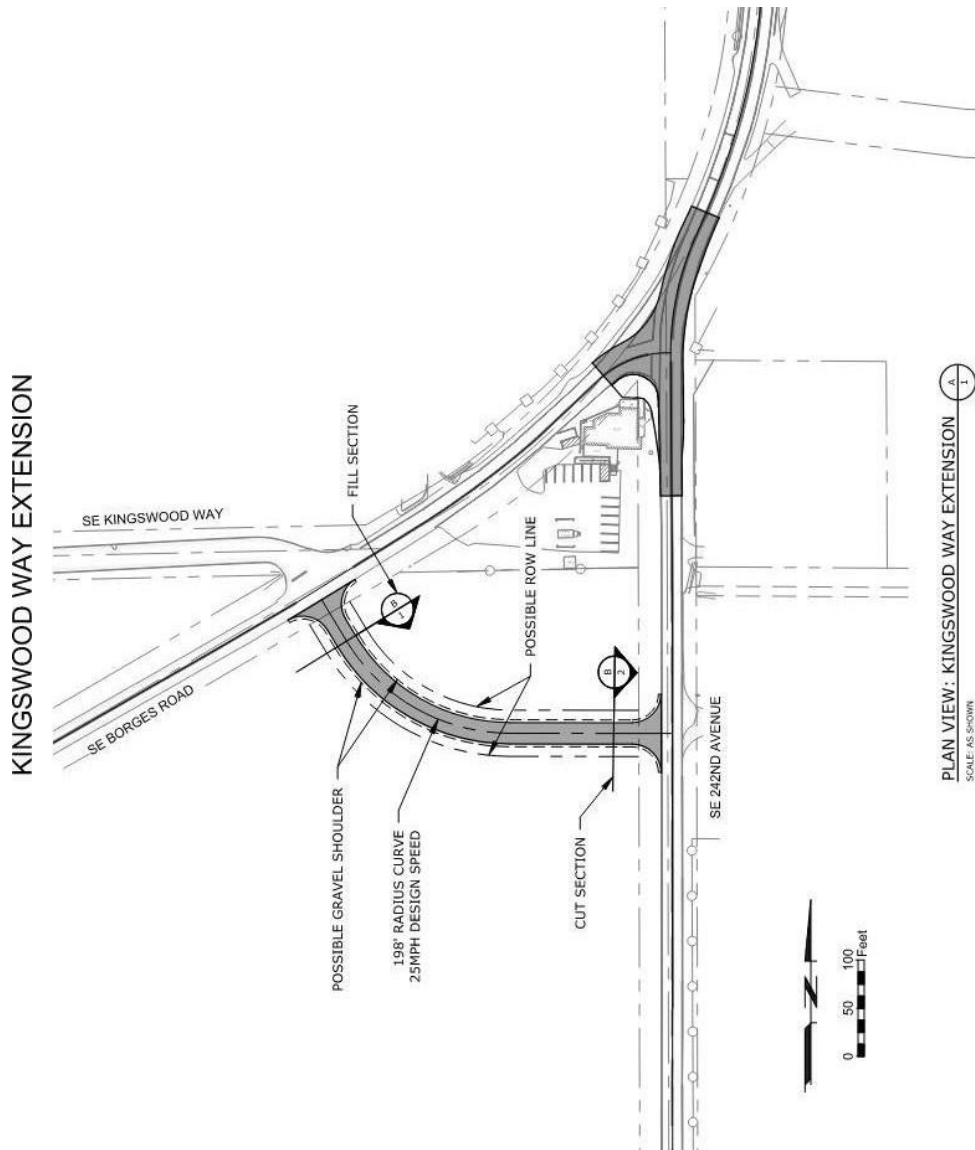 KINGSWOOD WAY EXTENSION
SE KINGSWOOD WAY
SE BORGES ROAD
FILL SECTION
B
1
POSSIBLE ROW LINE
POSSIBLE GRAVEL SHOULDER
198' RADIUS CURVE
25MPH DESIGN SPEED
B
2
CUT SECTION
SE 242ND AVENUE
N
0 50 100
Feet
PLAN VIEW: KINGSWOOD WAY EXTENSION
A
1
SCALE: AS SHOWN